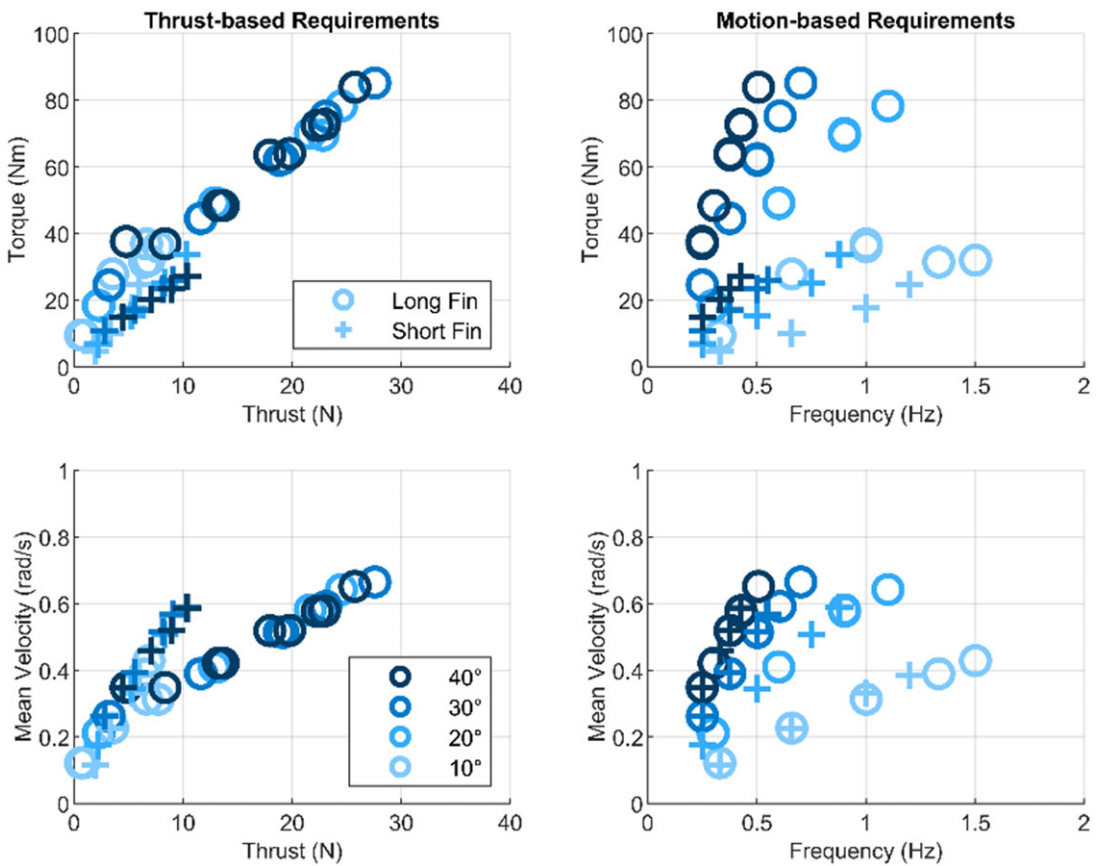 Thrust-based Requirements
100
80
60
40
20
0
Torque (Nm)
Long Fin
Short Fin
0 10 20 30 40
Thrust (N)
Motion-based Requirements
100
80
60
40
20
0
Torque (Nm)
0 0.5 1 1.5 2
Frequency (Hz)
1
0.8
0.6
0.4
0.2
0
Mean Velocity (rad/s)
40°
30°
20°
10°
0 10 20 30 40
Thrust (N)
1
0.8
0.6
0.4
0.2
0
Mean Velocity (rad/s)
0 0.5 1 1.5 2
Frequency (Hz)